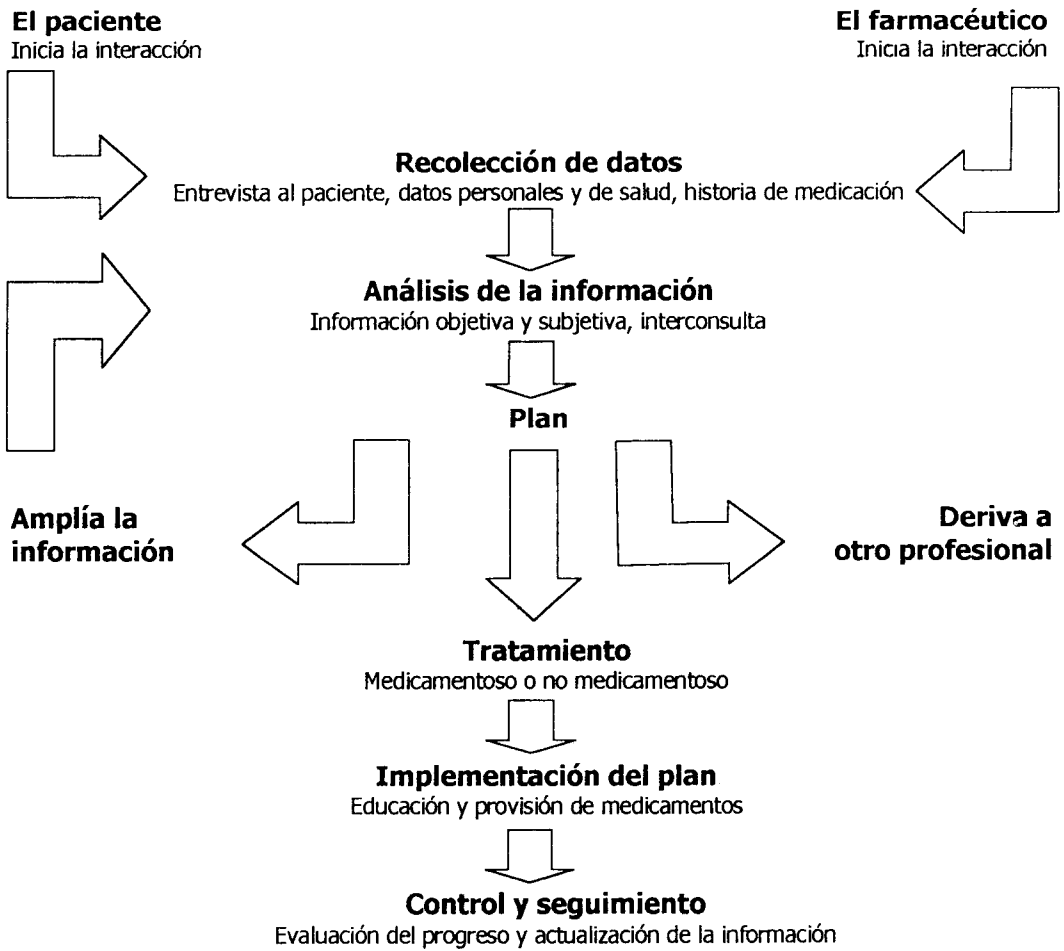 El paciente
Inicia la interacción
El farmacéutico
Inicia la interacción
Recolección de datos
Entrevista al paciente, datos personales y de salud, historia de medicación
Análisis de la información
Información objetiva y subjetiva, interconsulta
Plan
Amplía la
información
Deriva a
otro profesional
Tratamiento
Medicamentoso o no medicamentoso
Implementación del plan
Educación y provisión de medicamentos
Control y seguimiento
Evaluación del progreso y actualización de la información